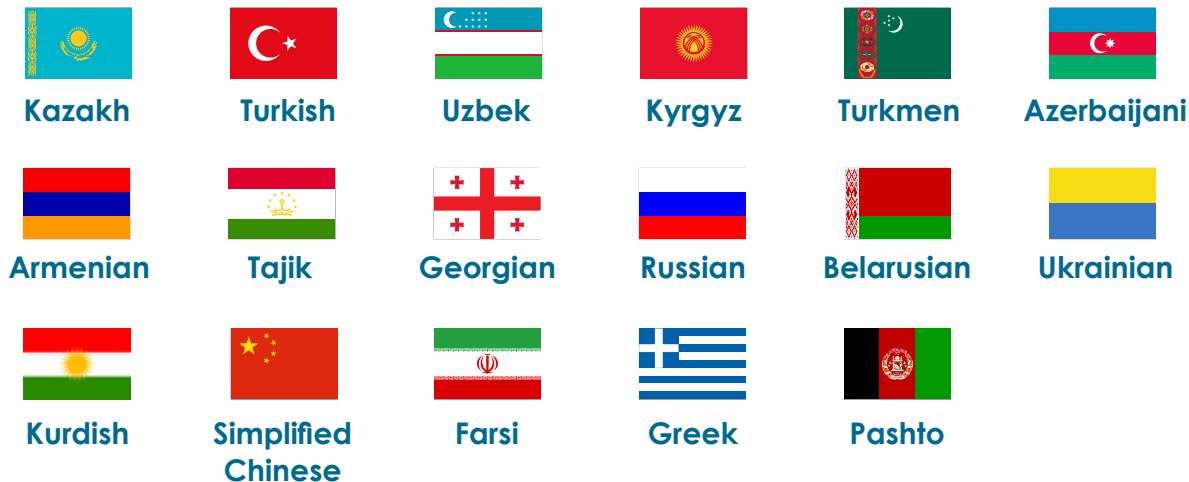 Kazakh
Turkish
Uzbek
Kyrgyz
Turkmen
Azerbaijani
Armenian
Tajik
Georgian
Russian
Belarusian
Ukrainian
Kurdish
Simplified
Chinese
Farsi
Greek
Pashto